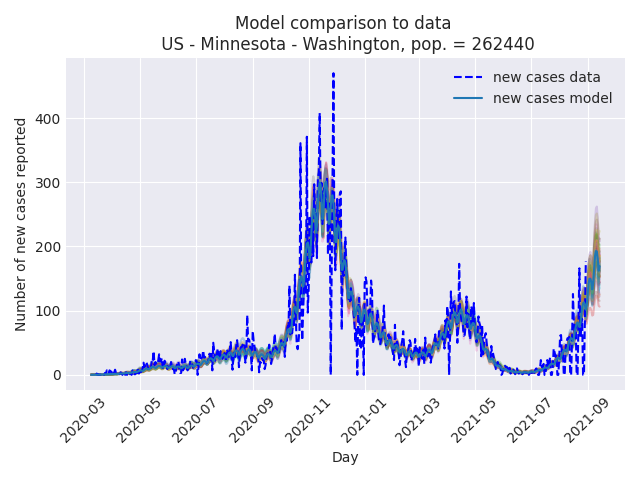 Model comparison to data
US - Minnesota - Washington, pop. = 262440
new cases data
new cases model
Number of new cases reported
400
300
200
100
0
2020-03
2020-05
2020-07
2020-09
2020-11
2021-01
2021-03
2021-05
2021-07
2021-09
Day